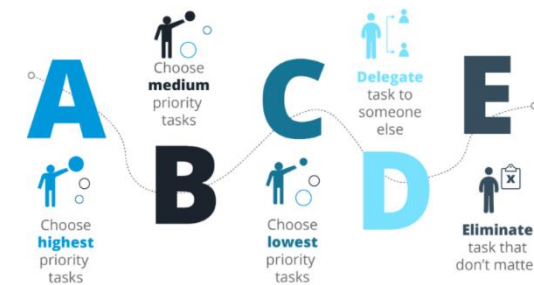 A
Choose
highest
priority
tasks
Choose
medium
priority
tasks
B
C
Choose
lowest
priority
tasks
Delegate
task to
someone
else
D
E
X
Eliminate
task that
don't matte